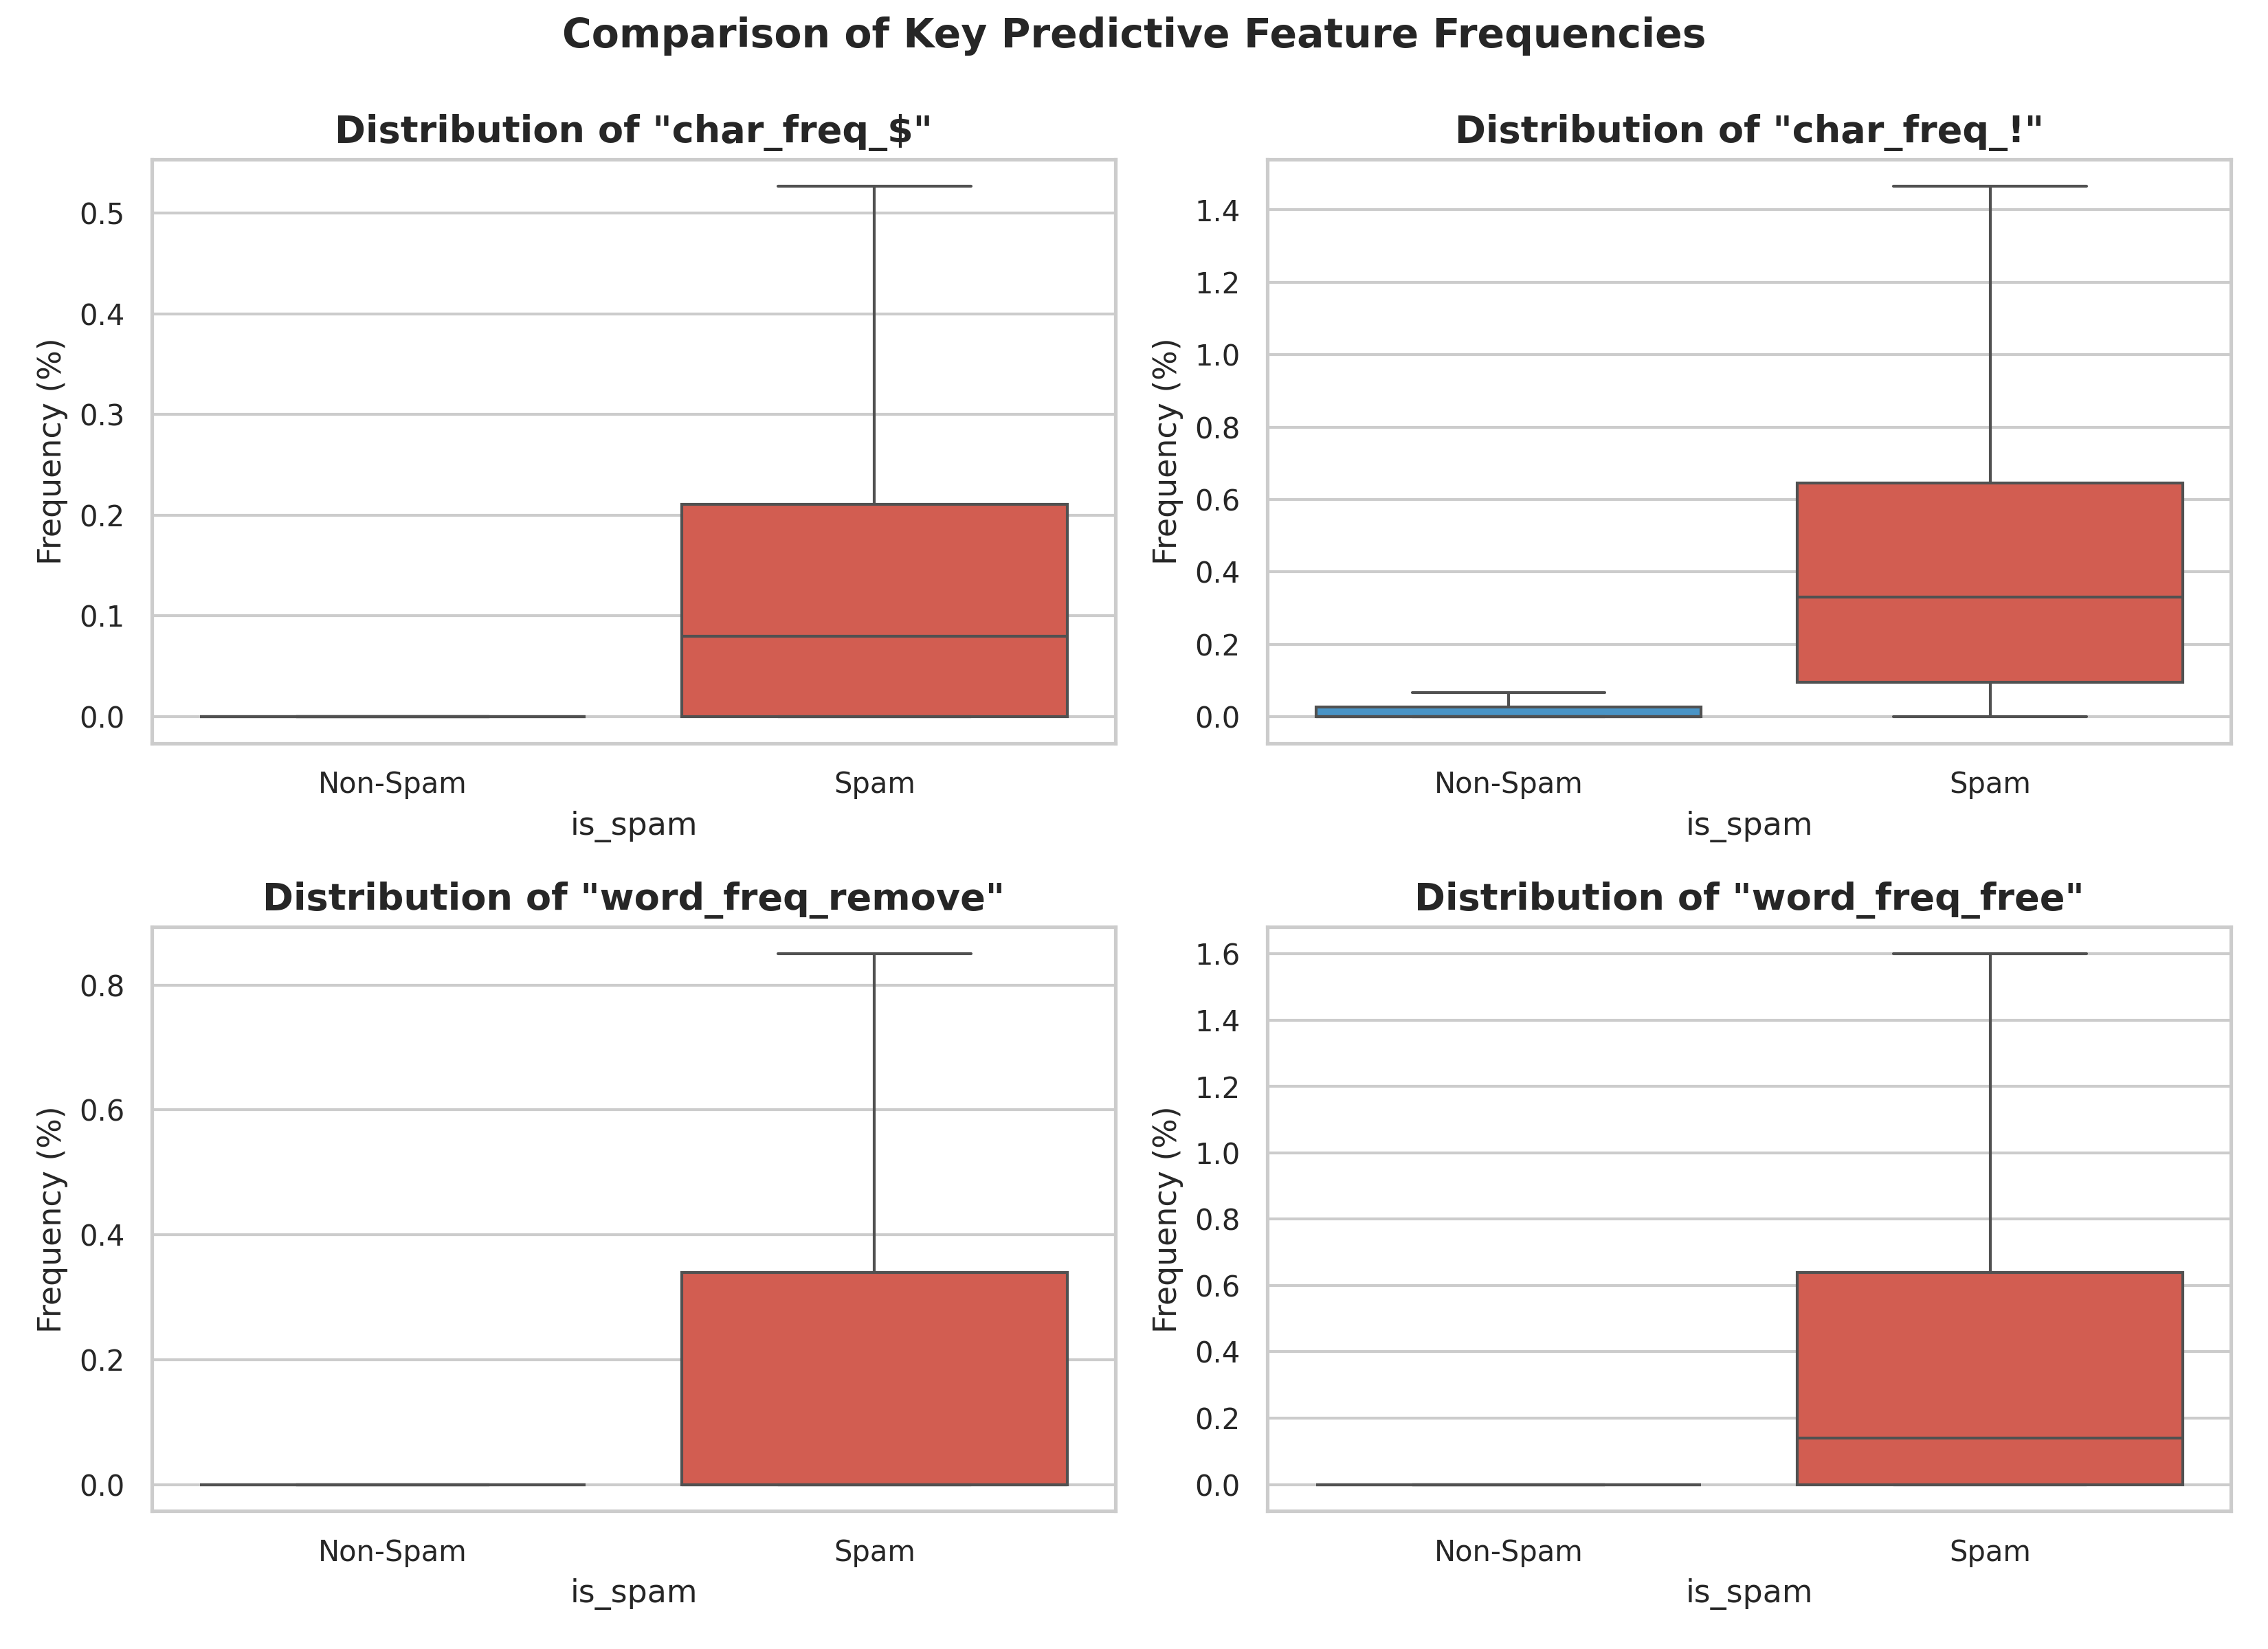 Comparison of Key Predictive Feature Frequencies
Distribution of "char_freq_$"
Frequency (%)
0.5
0.4
0.3
0.2
0.1
0.0
Non-Spam
Spam
is_spam
Distribution of "char_freq_!"
Frequency (%)
1.4
1.2
1.0
0.8
0.6
0.4
0.2
0.0
Non-Spam
Spam
is_spam
Distribution of "word_freq_remove"
Frequency (%)
0.8
0.6
0.4
0.2
0.0
Non-Spam
Spam
is_spam
Distribution of "word_freq_free"
Frequency (%)
1.6
1.4
1.2
1.0
0.8
0.6
0.4
0.2
0.0
Non-Spam
Spam
is_spam